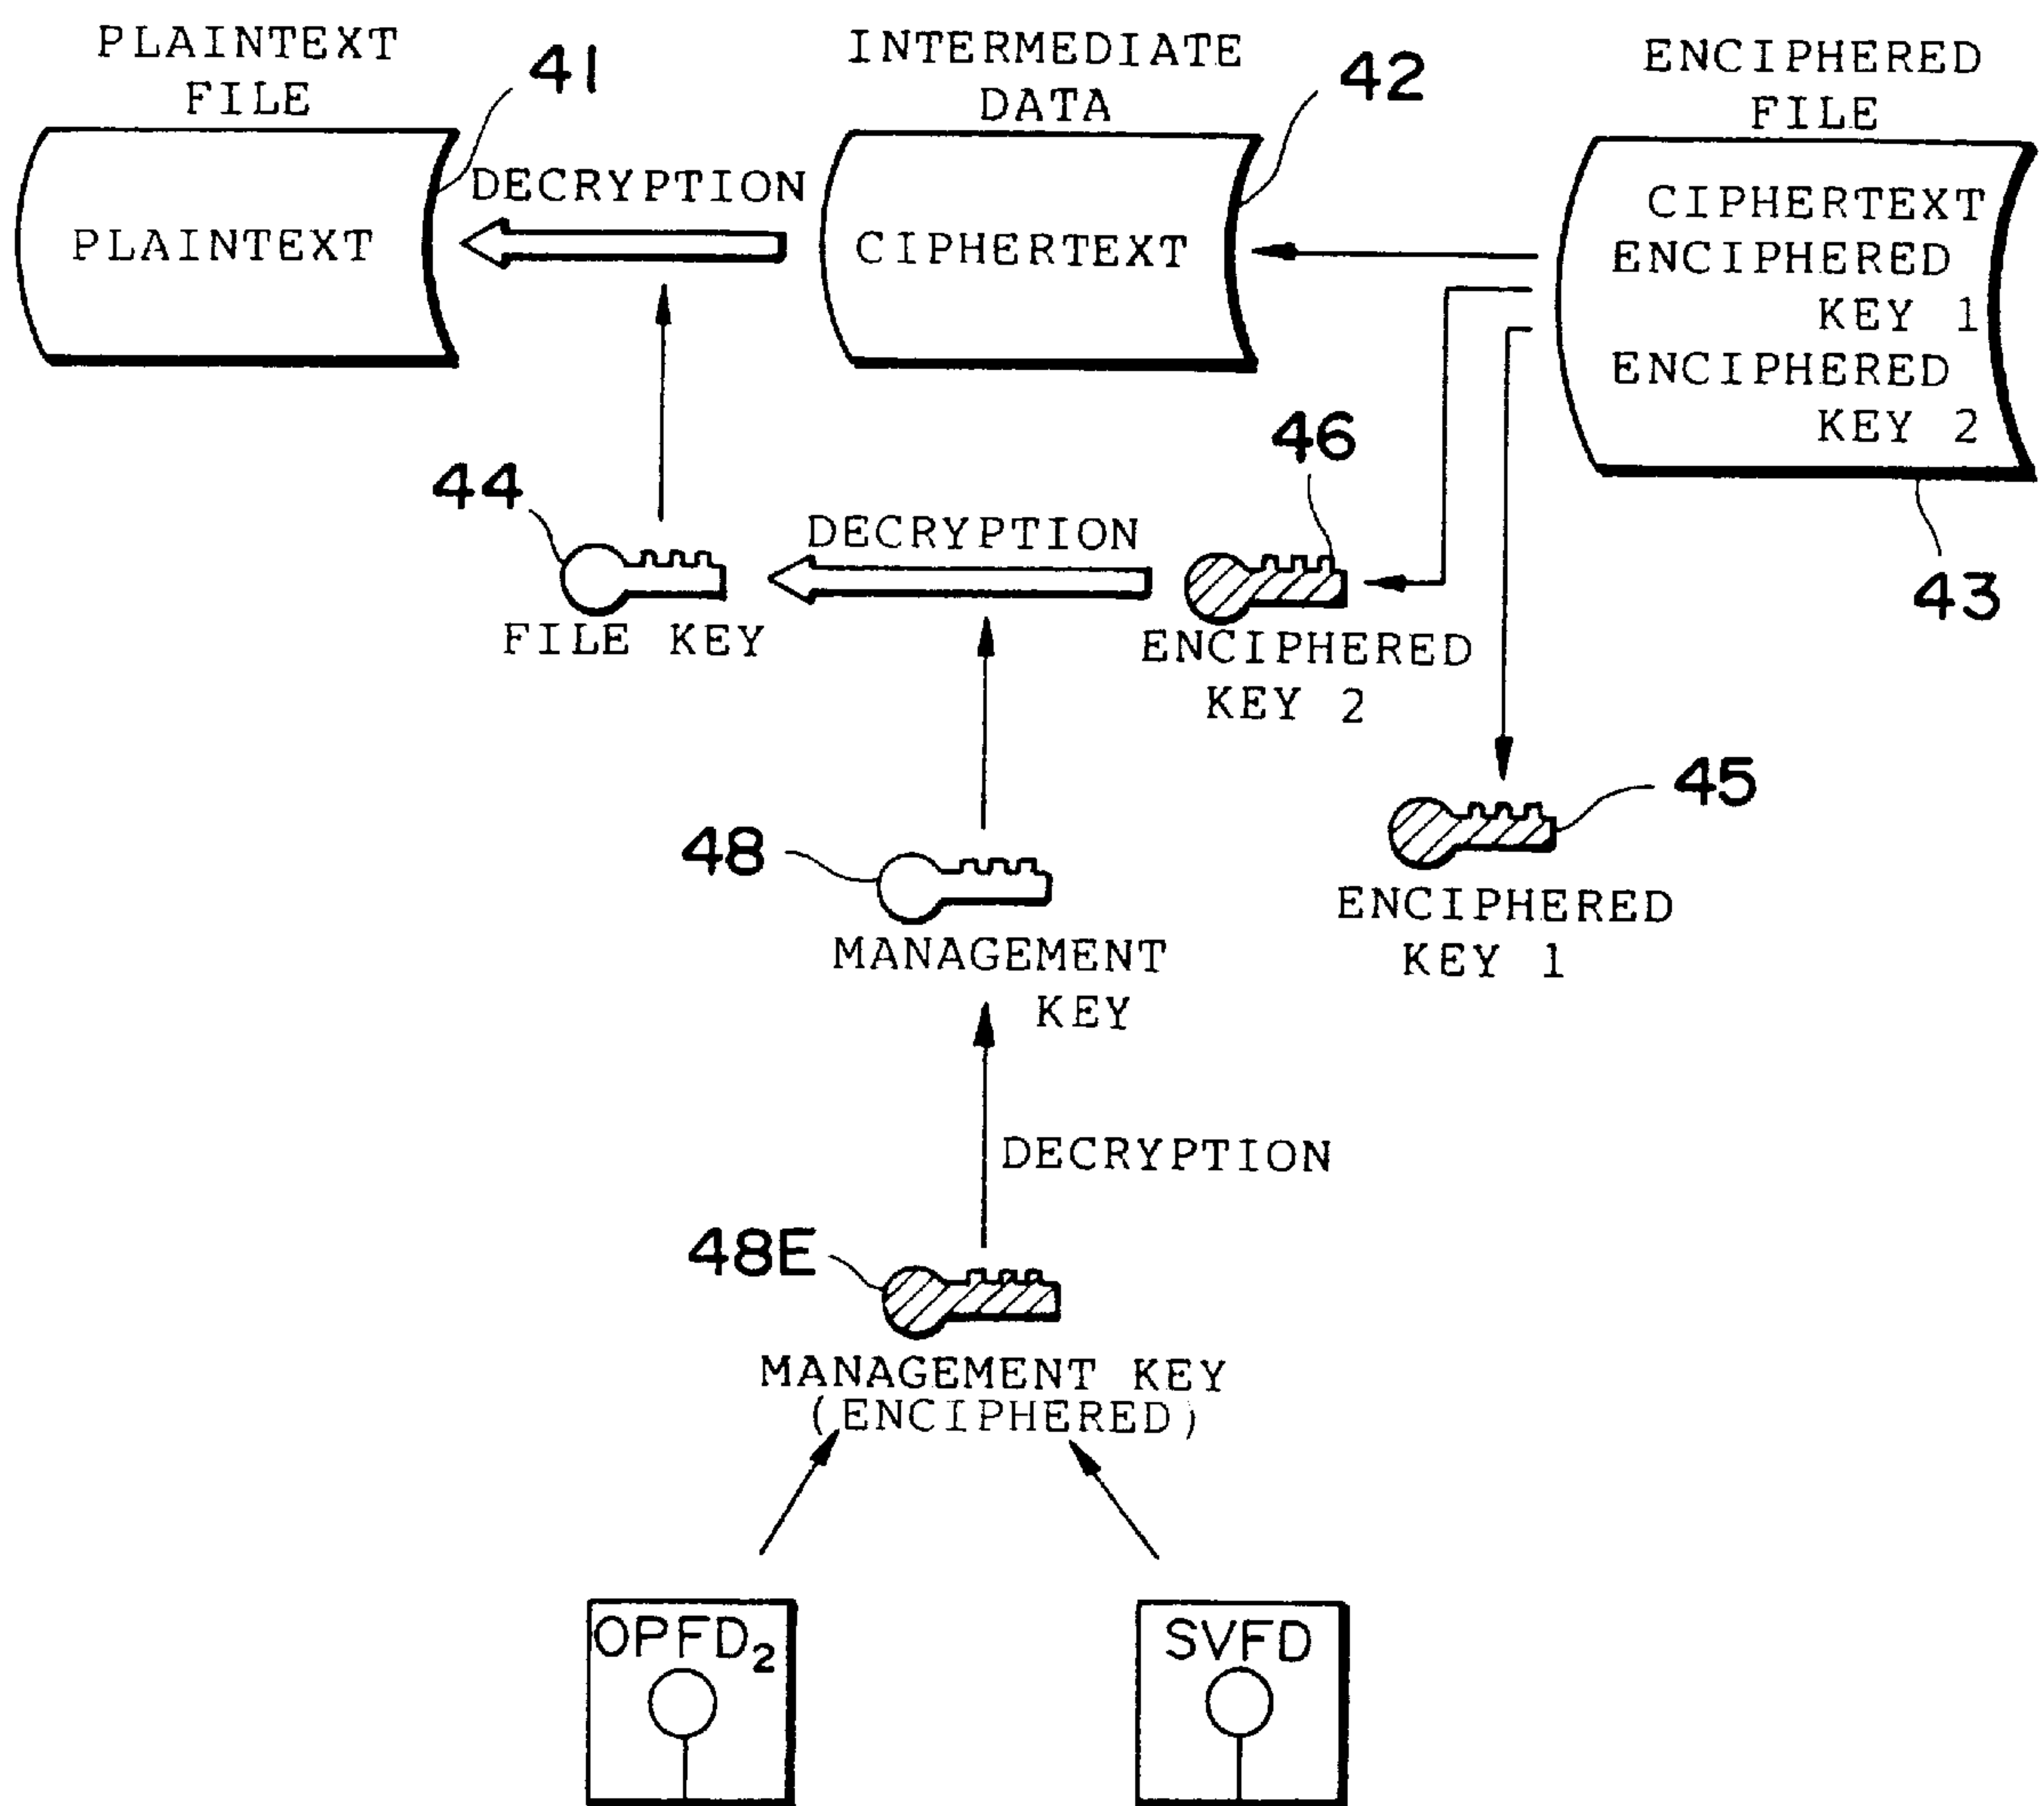 PLAINTEXT
FILE
41
INTERMEDIATE
DATA
42
ENCIPHERED
FILE
PLAINTEXT
DECRYPTION
CIPHERTEXT
CIPHERTEXT
ENCIPHERED
KEY 1
ENCIPHERED
KEY 2
43
44
FILE KEY
DECRYPTION
46
ENCIPHERED
KEY 2
45
ENCIPHERED
KEY 1
48
MANAGEMENT
KEY
DECRYPTION
48E
MANAGEMENT KEY
(ENCIPHERED)
OPFD₂
SVFD